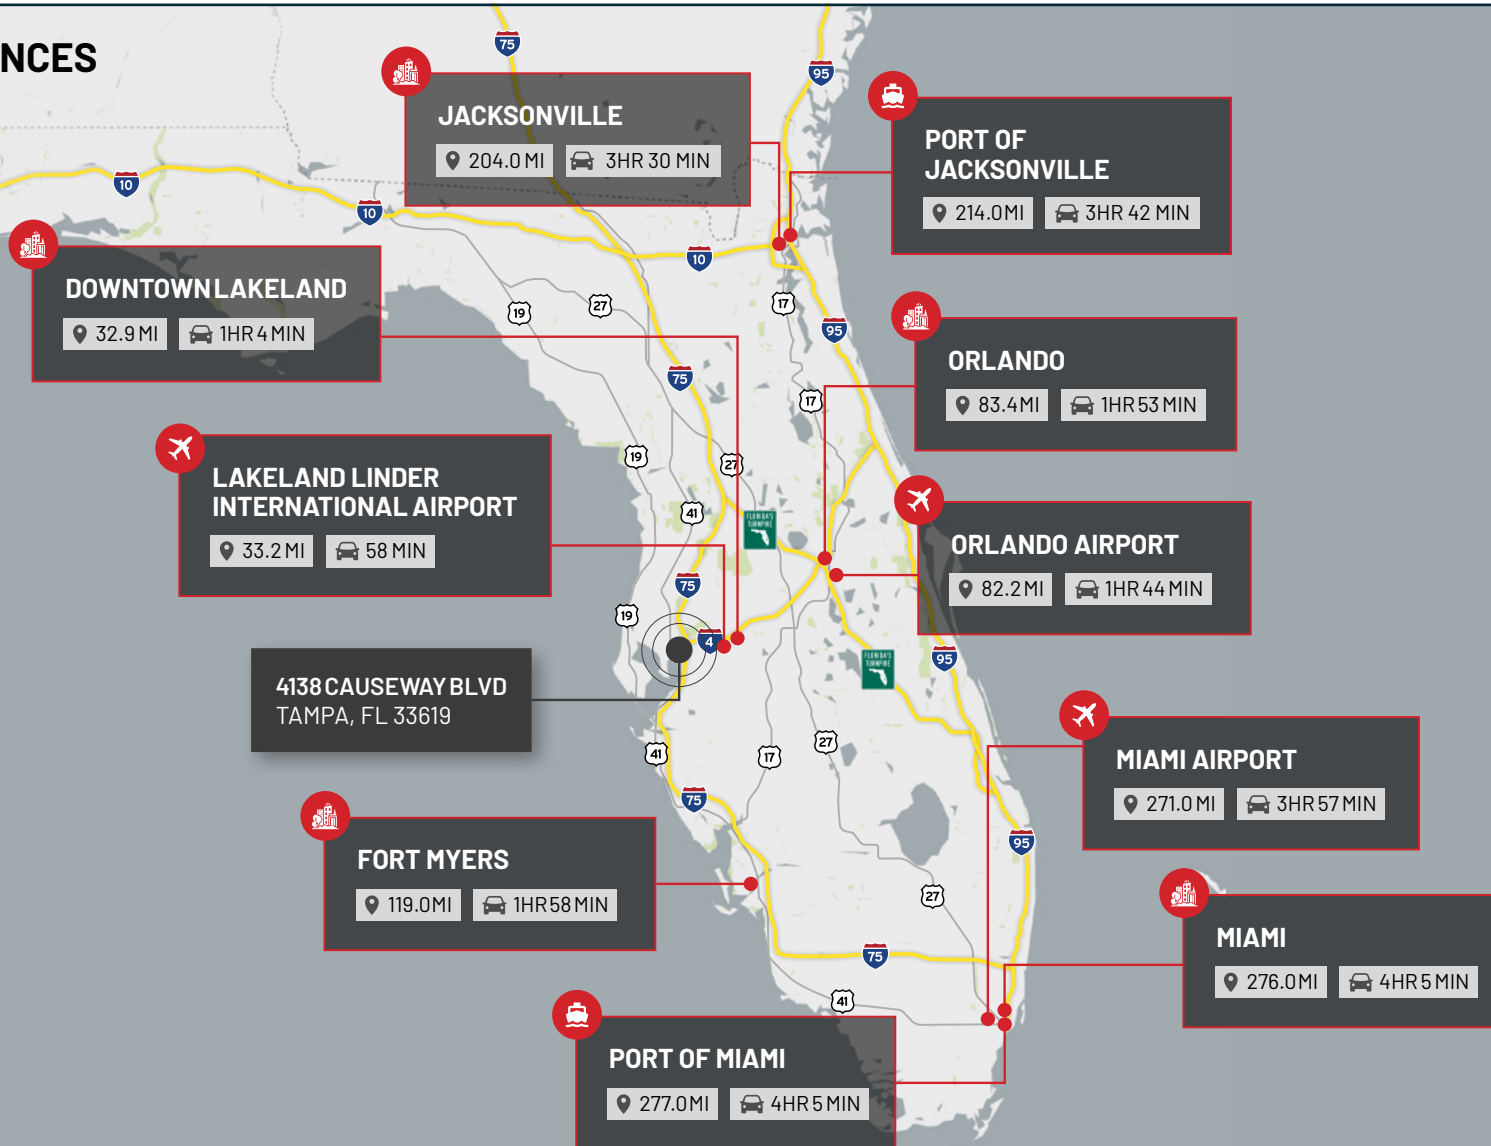 NCES
75
95
JACKSONVILLE
204.0 MI
3HR 30 MIN
PORT OF
JACKSONVILLE
214.0MI
3HR 42 MIN
10
10
10
DOWNTOWN LAKELAND
32.9 MI
1HR 4 MIN
19
27
17
95
ORLANDO
83.4MI
1HR 53 MIN
75
17
LAKELAND LINDER
INTERNATIONAL AIRPORT
33.2 MI
58 MIN
19
27
41
FLORIDA'S
TURNPIKE
ORLANDO AIRPORT
82.2 MI
1HR 44 MIN
75
19
4
4138 CAUSEWAY BLVD
TAMPA, FL 33619
FLORIDA'S
TURNPIKE
95
41
17
27
MIAMI AIRPORT
271.0 MI
3HR 57 MIN
75
95
FORT MYERS
119.0MI
1HR 58 MIN
27
MIAMI
276.0MI
4HR 5 MIN
75
41
PORT OF MIAMI
277.0MI
4HR 5 MIN